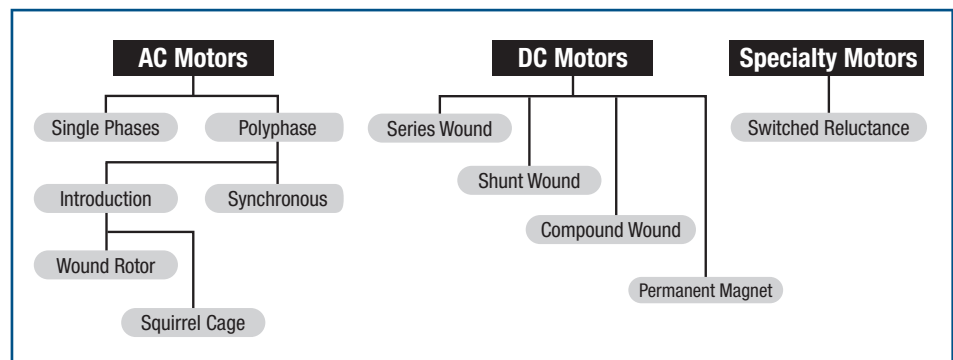 AC Motors
Single Phases
Polyphase
Introduction
Synchronous
Wound Rotor
Squirrel Cage
DC Motors
Series Wound
Shunt Wound
Compound Wound
Permanent Magnet
Specialty Motors
Switched Reluctance